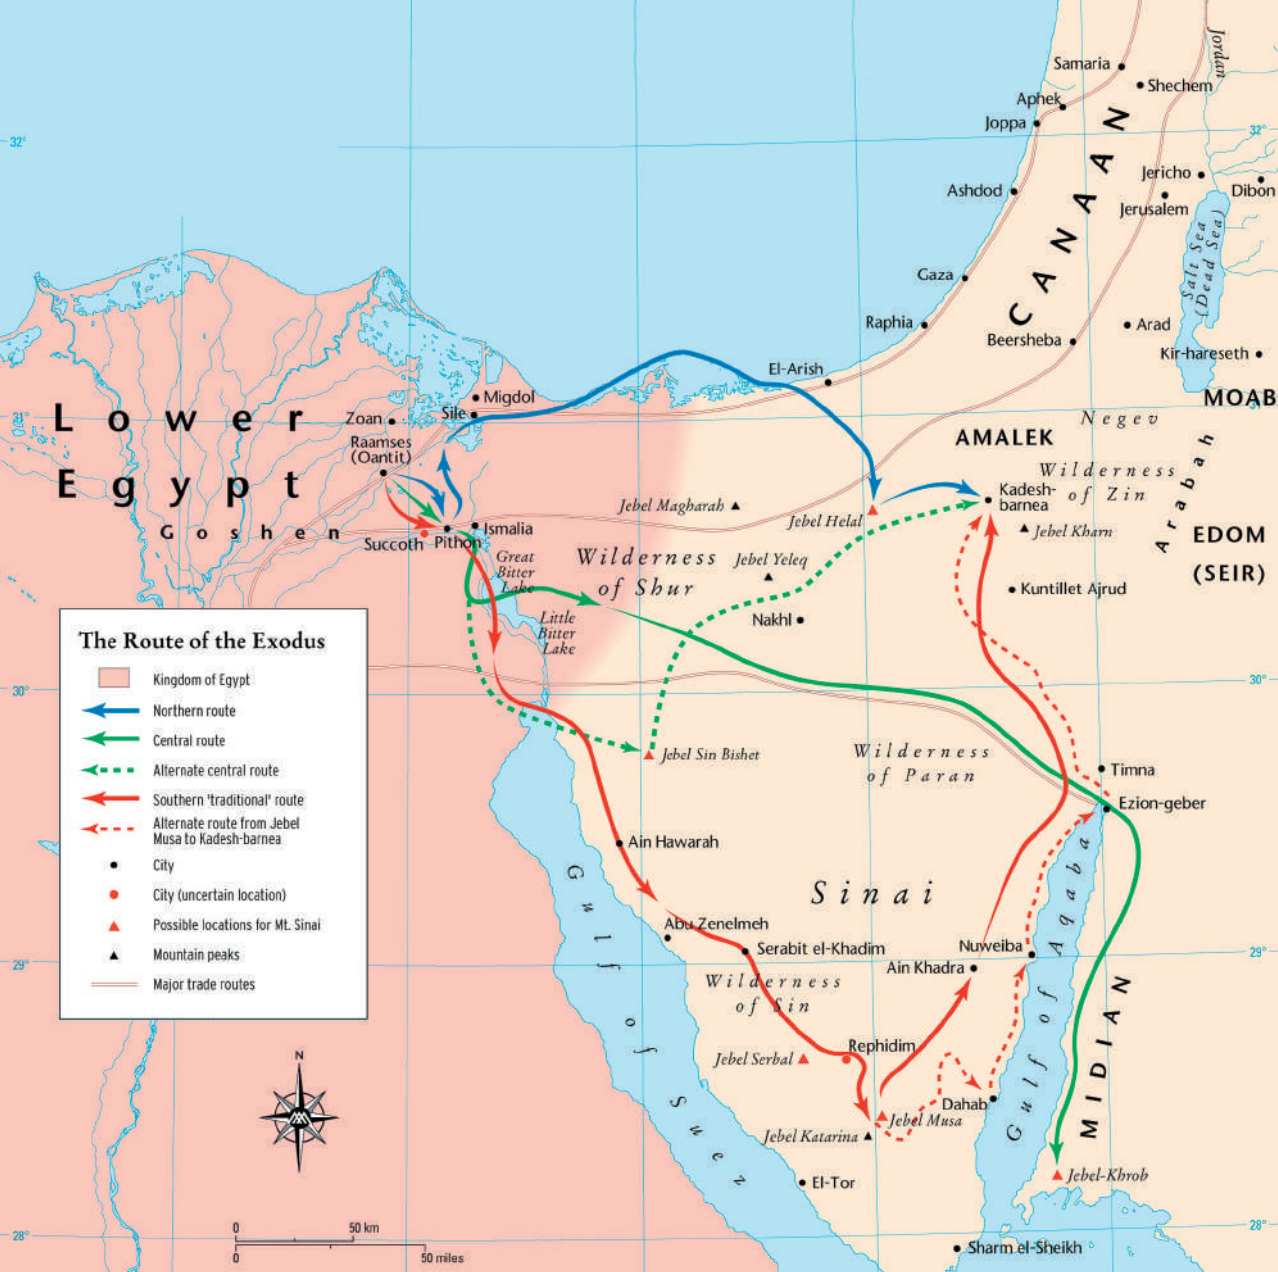 Samaria
Shechem
Jordan
Aphek
Joppa
32°
32°
CANAAN
Jericho
Dibon
Ashdod
Jerusalem
Salt Sea
(Dead Sea)
Gaza
Raphia
Arad
Beersheba
Kir-hareseth
El-Arish
MOAB
Migdol
Sile
Zoan
31°
Lower
Egypt
Raamses
(Oantit)
Negev
AMALEK
Arabah
Wilderness
of Zin
Kadesh-
barnea
Jebel Magharah
Jebel Helal
Jebel Kharn
EDOM
(SEIR)
Goshen
Succoth
Pithon
Ismalia
Great
Bitter
Lake
Wilderness
of Shur
Jebel Yeleq
Kuntillet Ajrud
Little
Bitter
Lake
Nakhl
The Route of the Exodus
Kingdom of Egypt
Northern route
Central route
Alternate central route
Southern 'traditional' route
Alternate route from Jebel
Musa to Kadesh-barnea
City
City (uncertain location)
Possible locations for Mt. Sinai
Mountain peaks
Major trade routes
30°
30°
Jebel Sin Bishet
Wilderness
of Paran
Timna
Ezion-geber
Ain Hawarah
Sinai
Gulf of Suez
Gulf of Aqaba
Abu Zenelmeh
Serabit el-Khadim
Nuweiba
Ain Khadra
29°
29°
Wilderness
of Sin
MIDIAN
Jebel Serbal
Rephidim
Dahab
Jebel Musa
Jebel Katarina
Jebel-Khrob
El-Tor
N
0
50 km
0
50 miles
28°
28°
Sharm el-Sheikh